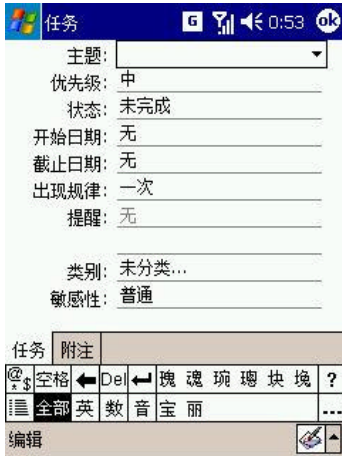 任务 G 0:53 ok
主题:
优先级: 中
状态: 未完成
开始日期: 无
截止日期: 无
出现规律: 一次
提醒: 无
类别: 未分类...
敏感性: 普通
任务 附注
@*$ 空格 Del 瑰 魂 琬 璁 块 堍 ?
全部 英 数 音 宝 丽 ...
编辑